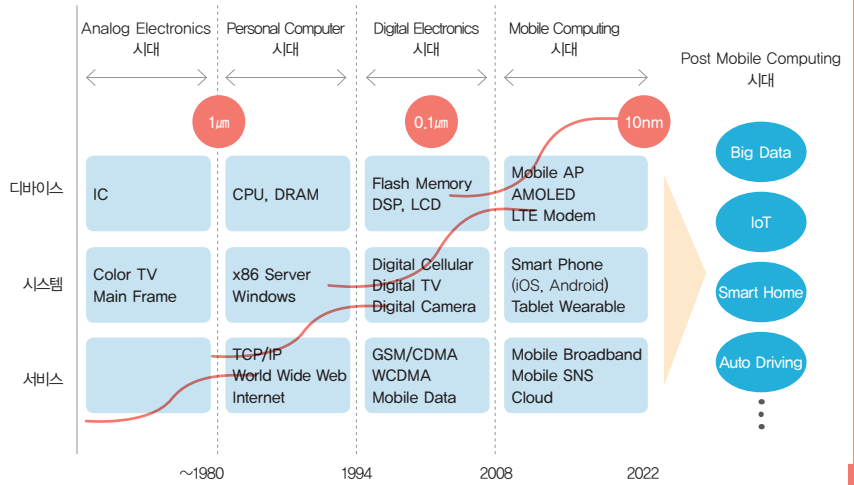 Analog Electronics
시대
Personal Computer
시대
Digital Electronics
시대
Mobile Computing
시대
Post Mobile Computing
시대
1㎛
0.1㎛
10nm
디바이스
IC
CPU, DRAM
Flash Memory
DSP, LCD
Mobile AP
AMOLED
LTE Modem
시스템
Color TV
Main Frame
x86 Server
Windows
Digital Cellular
Digital TV
Digital Camera
Smart Phone
(iOS, Android)
Tablet Wearable
서비스
TCP/IP
World Wide Web
Internet
GSM/CDMA
WCDMA
Mobile Data
Mobile Broadband
Mobile SNS
Cloud
Big Data
IoT
Smart Home
Auto Driving
~1980
1994
2008
2022